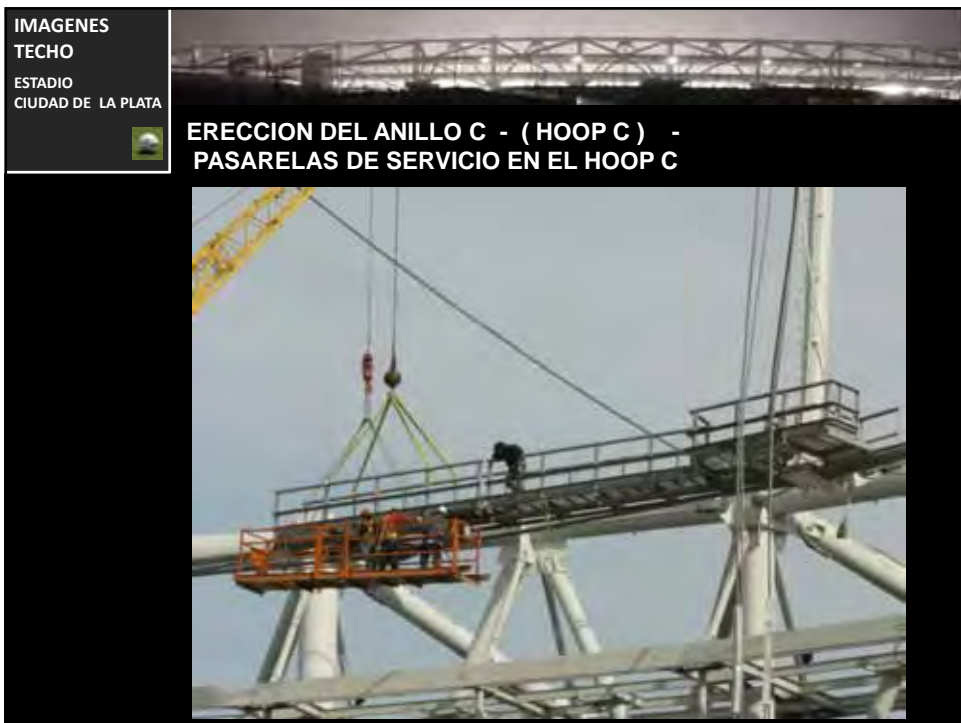 IMAGENES
TECHO
ESTADIO
CIUDAD DE LA PLATA
ERECCION DEL ANILLO C - ( HOOP C ) -
PASARELAS DE SERVICIO EN EL HOOP C